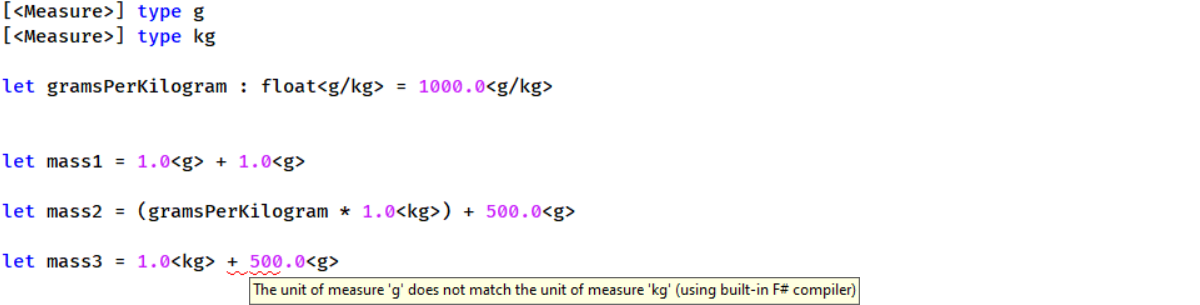 [<Measure>] type g
[<Measure>] type kg
let gramsPerKilogram : float<g/kg> = 1000.0<g/kg>
let mass1 = 1.0<g> + 1.0<g>
let mass2 = (gramsPerKilogram * 1.0<kg>) + 500.0<g>
let mass3 = 1.0<kg> + 500.0<g>
The unit of measure 'g' does not match the unit of measure 'kg' (using built-in F# compiler)